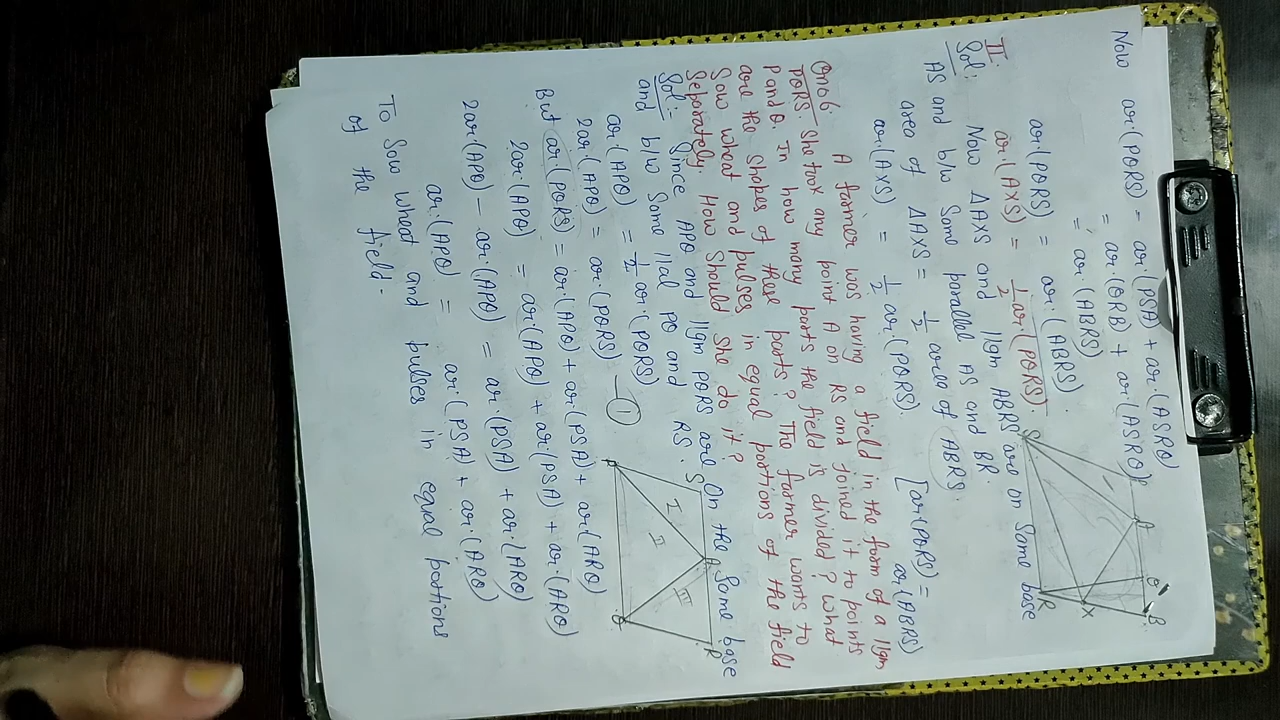 Now ar(PQRS) = ar(PSA) + ar(ASRQ)
= ar(QRB) + ar(ASRQ)
= ar(ABRS)
ar(PQRS) = ar(ABRS).
II. ar(AXS) = 1/2 ar(PQRS).
Sol: Now ΔAXS and llgm ABRS are on Same base
AS and b/w Same parallel AS and BR.
area of ΔAXS = 1/2 area of ABRS.
ar(AXS) = 1/2 ar(PQRS). [ar(PQRS) =
ar(ABRS)
P
A
Q
B
S
R
X
Qno6. A farmer was having a field in the form of a llgm
PQRS. She took any point A on RS and joined it to points
P and Q. In how many parts the field is divided? what
are the shapes of these parts? The farmer wants to
Sow wheat and pulses in equal portions of the field
Separately. How Should She do it?
Sol:- Since APQ and llgm PQRS are On the Same base
and b/w Same llal PQ and RS.
ar(APQ) = 1/2 ar(PQRS)
2ar(APQ) = ar(PQRS) —①
But ar(PQRS) = ar(APQ) + ar(PSA) + ar(ARQ)
2ar(APQ) = ar(APQ) + ar(PSA) + ar(ARQ)
2ar(APQ) - ar(APQ) = ar(PSA) + ar(ARQ)
ar(APQ) = ar(PSA) + ar(ARQ)
To Sow what and pulses in equal portions
of the field.
S
A
R
P
Q
I
II
III